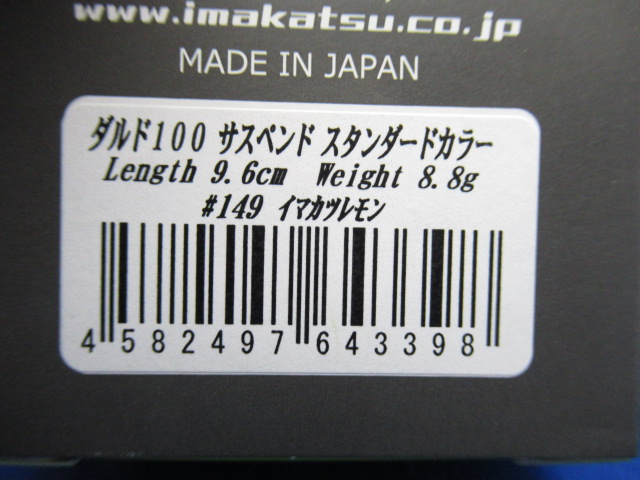 www.imakatsu.co.jp
MADE IN JAPAN
ダルド100 サスペンド スタンダードカラー
Length 9.6cm Weight 8.8g
#149 イマカツレモン
4 582497 643398